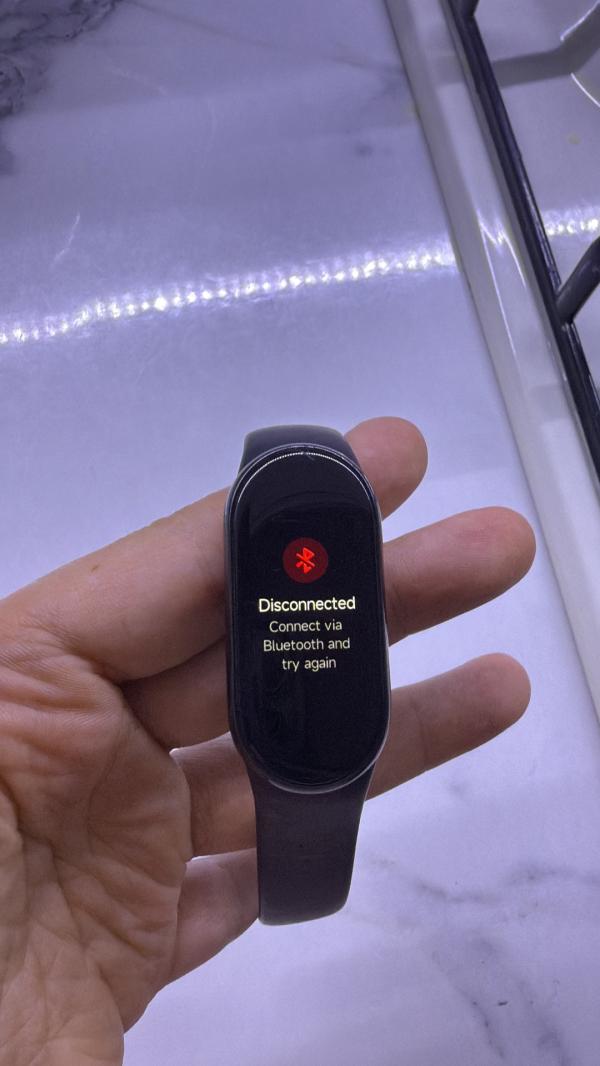 Disconnected
Connect via
Bluetooth and
try again